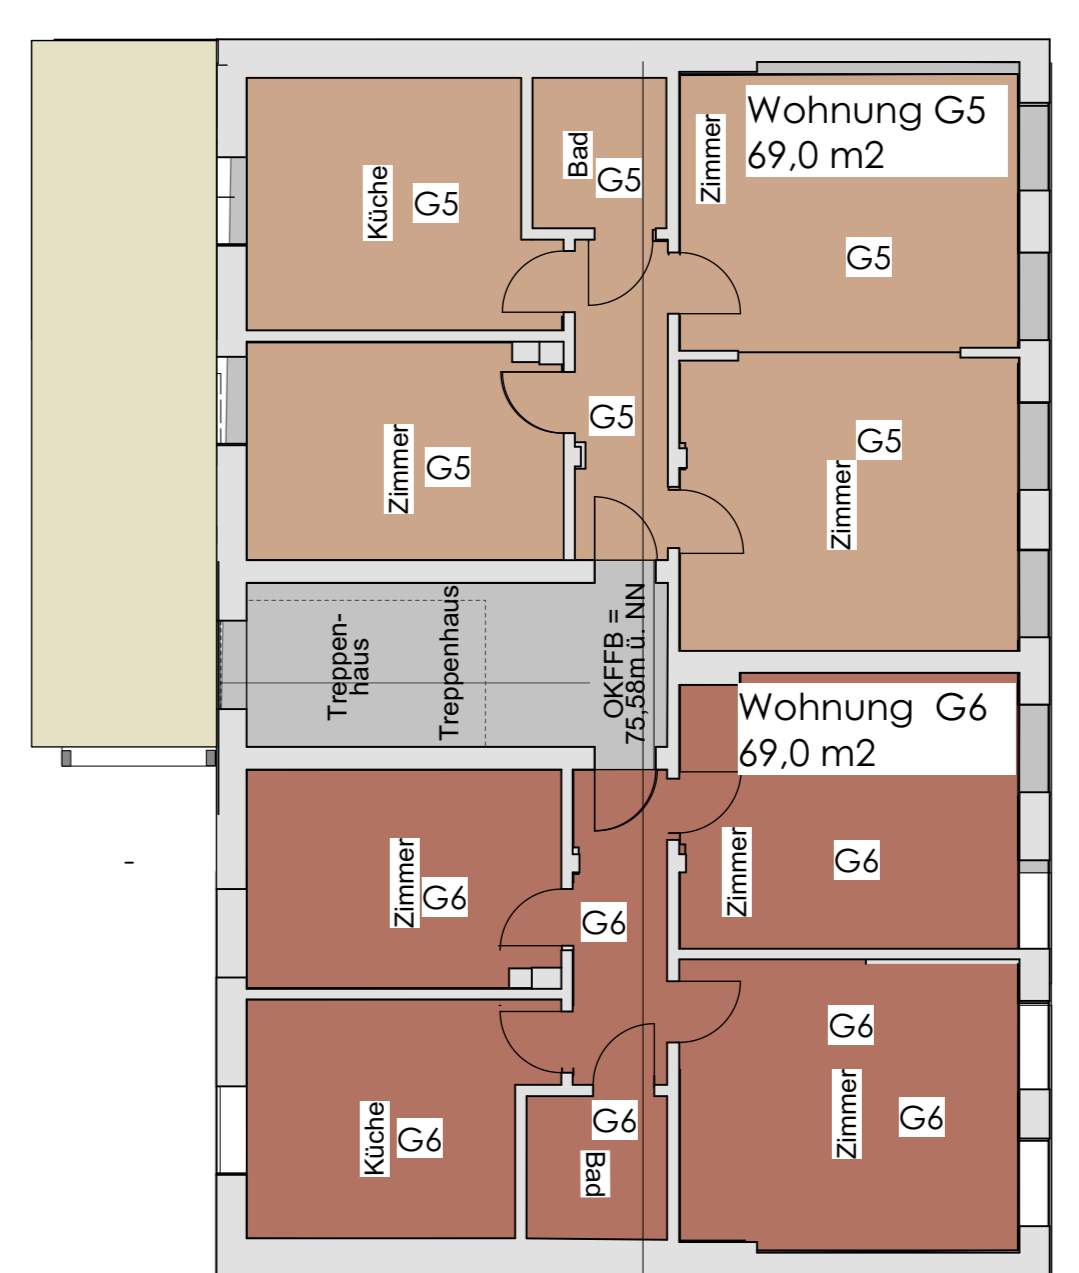 Wohnung G5
69,0 m2
Bad
G5
Zimmer
Küche
G5
G5
G5
G5
Zimmer
Zimmer
G5
Treppen-
haus
Treppenhaus
OKFFB =
75,58m ü. NN
Wohnung G6
69,0 m2
Zimmer
G6
Zimmer
G6
G6
G6
Zimmer
G6
Küche
G6
G6
Bad